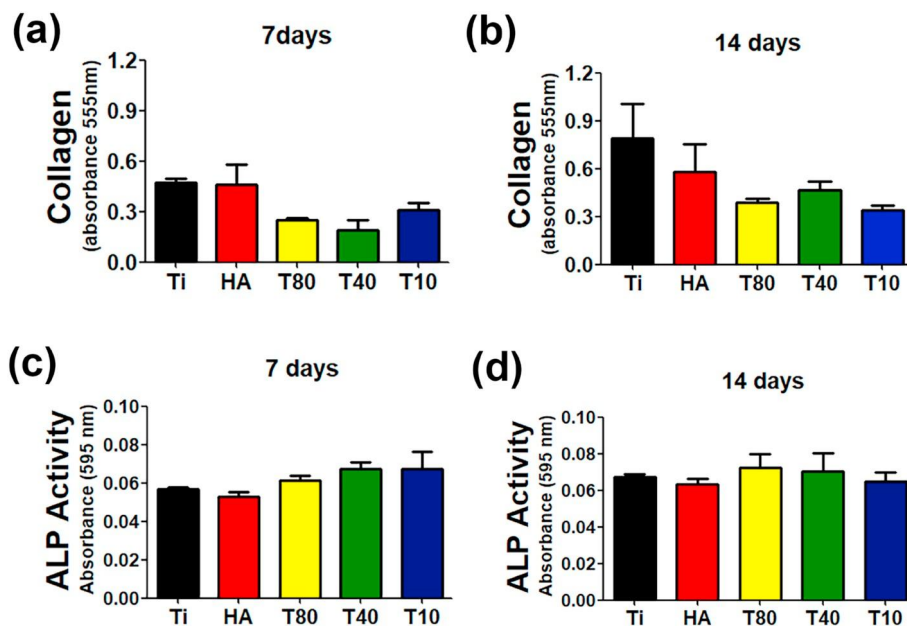 (a)
7days
Collagen
(absorbance 555nm)
1.2
0.9
0.6
0.3
0.0
Ti HA T80 T40 T10
(b)
14 days
Collagen
(absorbance 555nm)
1.2
0.9
0.6
0.3
0.0
Ti HA T80 T40 T10
(c)
7 days
ALP Activity
Absorbance (595 nm)
0.10
0.08
0.06
0.04
0.02
0.00
Ti HA T80 T40 T10
(d)
14 days
ALP Activity
Absorbance (595 nm)
0.10
0.08
0.06
0.04
0.02
0.00
Ti HA T80 T40 T10